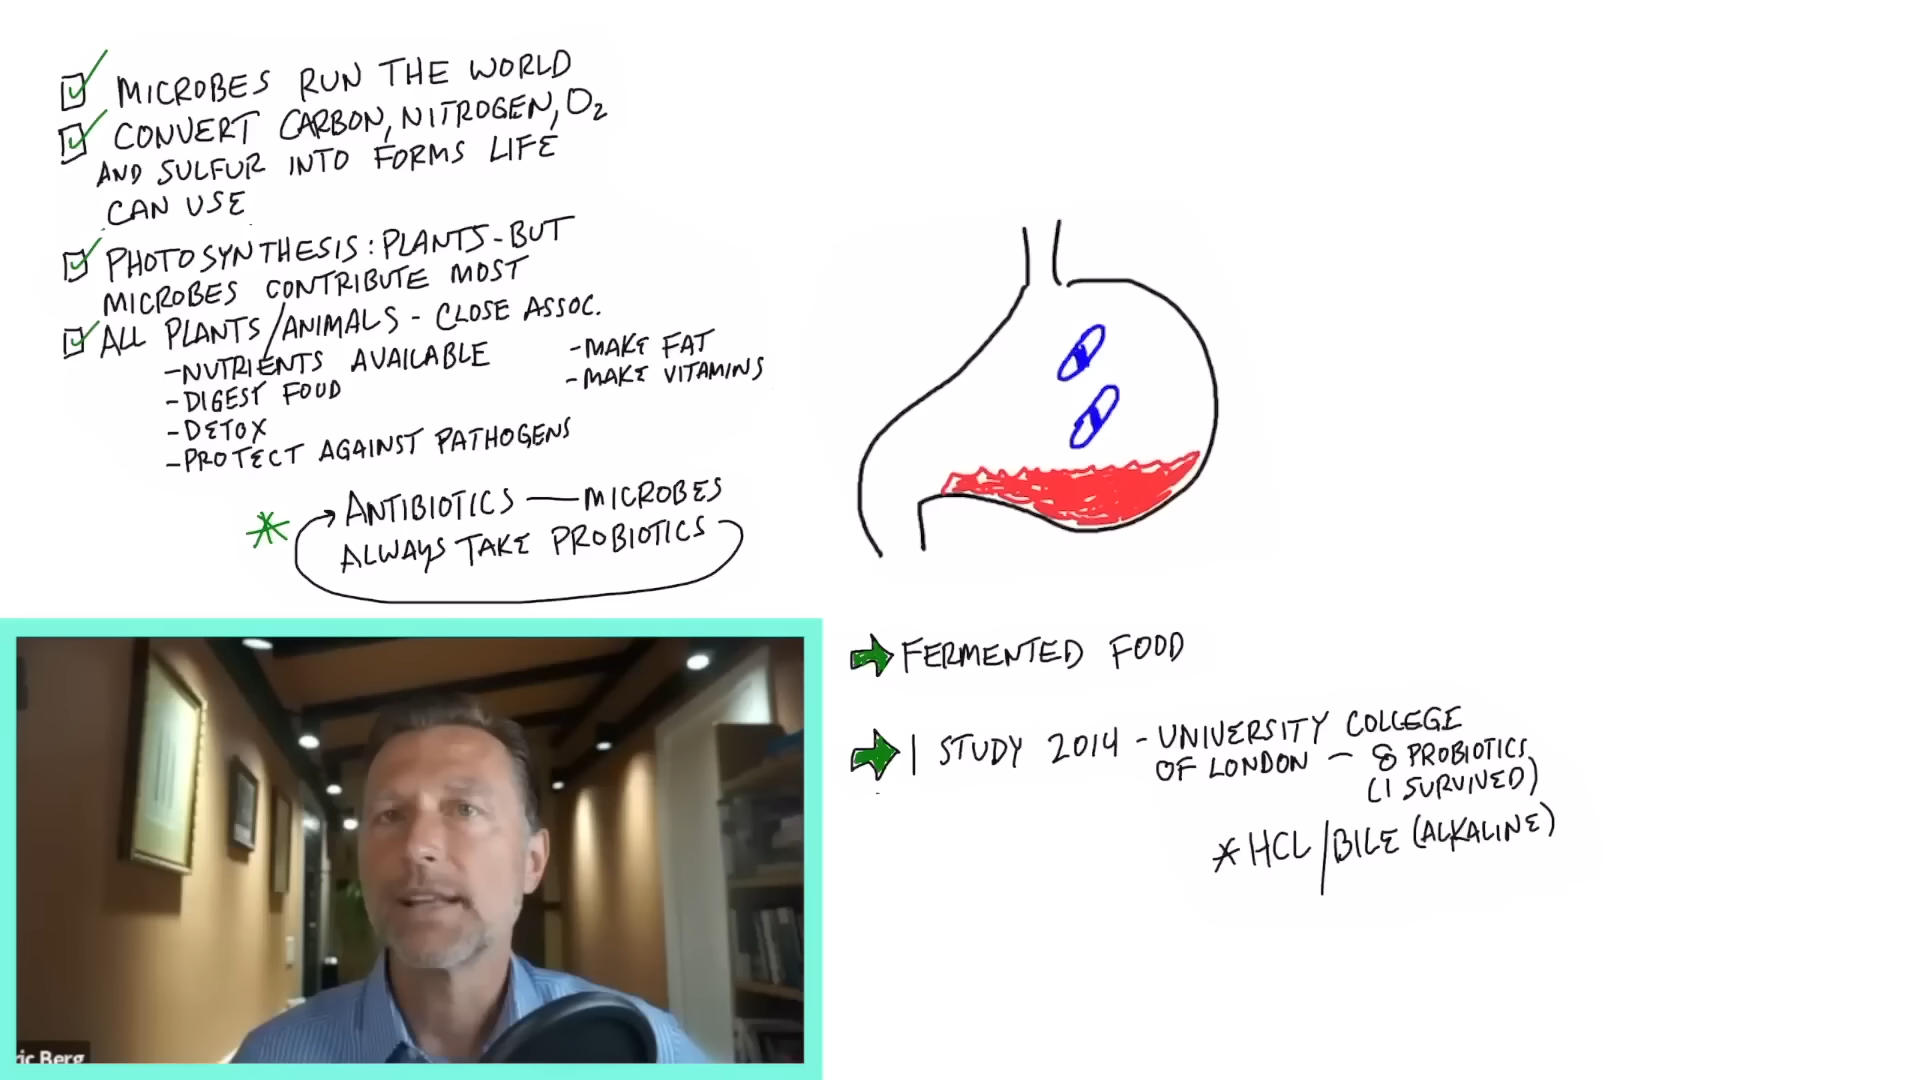 MICROBES RUN THE WORLD
CONVERT CARBON, NITROGEN, O2
AND SULFUR INTO FORMS LIFE
CAN USE
PHOTOSYNTHESIS: PLANTS - BUT
MICROBES CONTRIBUTE MOST
ALL PLANTS/ANIMALS - CLOSE ASSOC.
- NUTRIENTS AVAILABLE
- DIGEST FOOD
- DETOX
- PROTECT AGAINST PATHOGENS
- MAKE FAT
- MAKE VITAMINS
* ANTIBIOTICS — MICROBES
ALWAYS TAKE PROBIOTICS
FERMENTED FOOD
1 STUDY 2014 - UNIVERSITY COLLEGE
OF LONDON - 8 PROBIOTICS
(1 SURVIVED)
* HCL/BILE (ALKALINE)
ic Berg